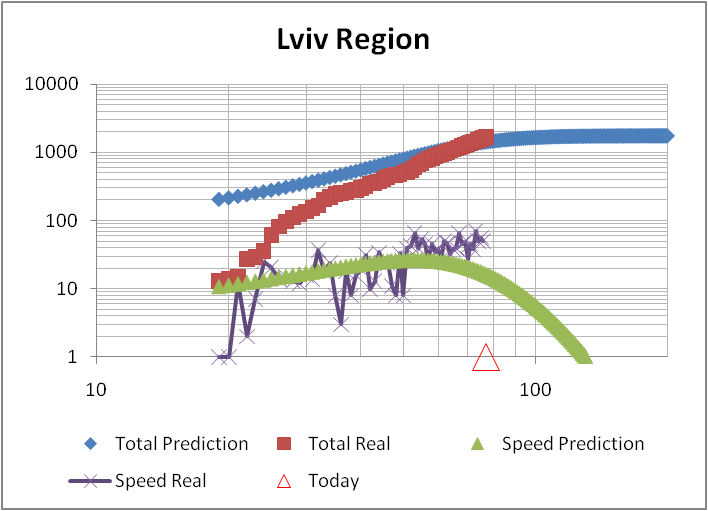 Lviv Region
10000
1000
100
10
1
10 100
Total Prediction Total Real Speed Prediction
Speed Real Today